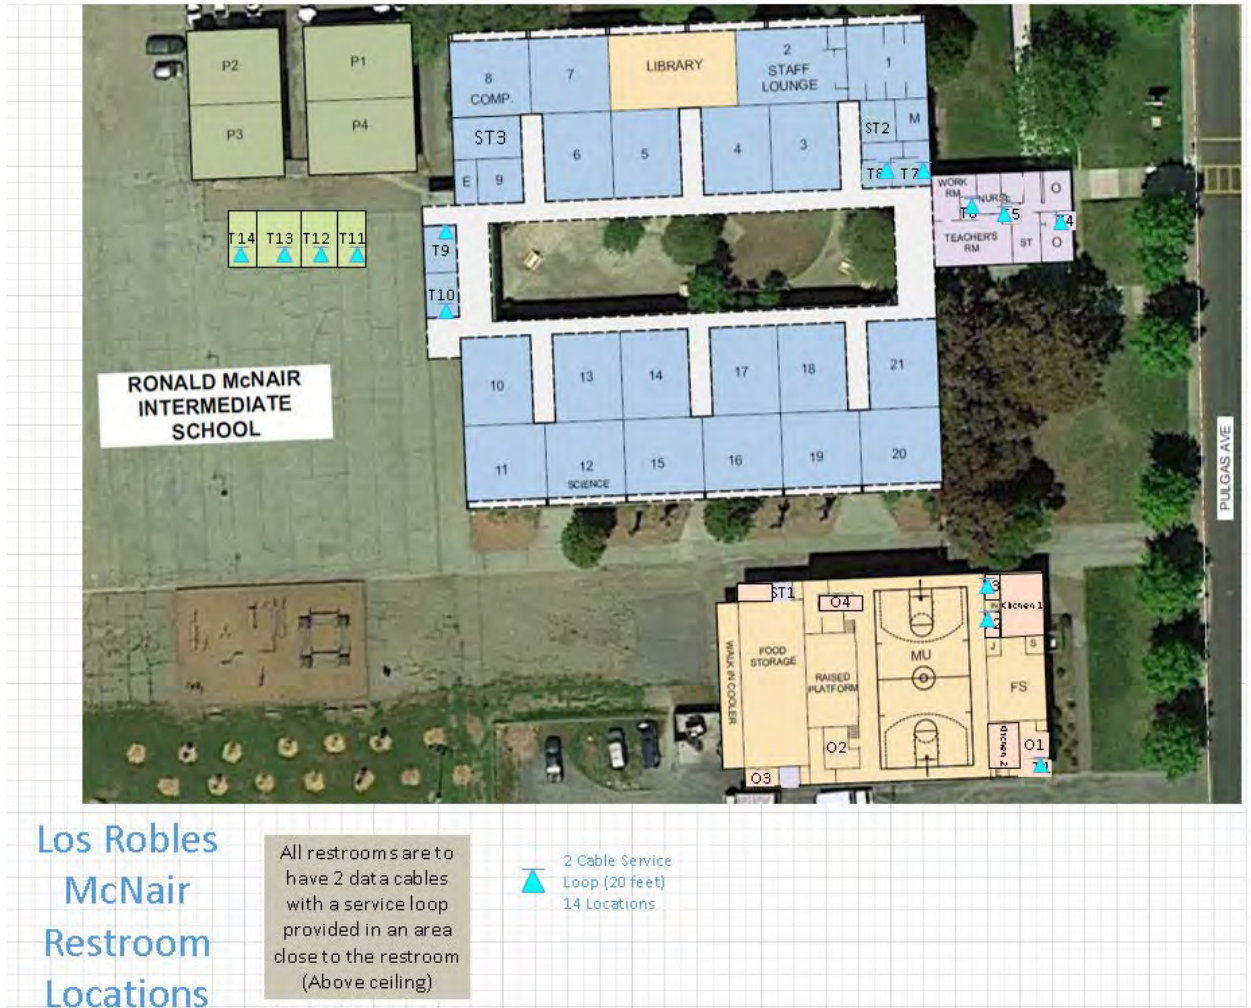 P2
P1
P3
P4
8
COMP.
7
LIBRARY
2
STAFF
LOUNGE
1
ST3
6
5
4
3
ST2
M
E
9
T8
T7
WORK
RM
NURSE
O
T6
T5
T4
TEACHER'S
RM
ST
O
T14
T13
T12
T11
T9
T10
RONALD McNAIR
INTERMEDIATE
SCHOOL
10
13
14
17
18
21
11
12
SCIENCE
15
16
19
20
PULGAS AVE
ST1
O4
Kitchen 1
WALK IN COOLER
FOOD
STORAGE
RAISED
PLATFORM
MU
J
S
FS
O2
Kitchen 2
O1
O3
Los Robles
McNair
Restroom
Locations
All restrooms are to
have 2 data cables
with a service loop
provided in an area
close to the restroom
(Above ceiling)
2 Cable Service
Loop (20 feet)
14 Locations